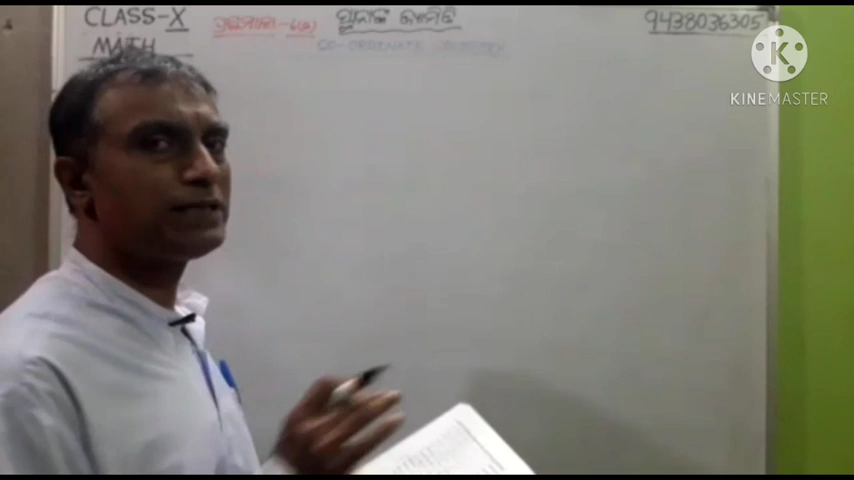 CLASS-X
MATH
ସ୍ଥାନାଙ୍କ ଜ୍ୟାମିତି
CO-ORDINATE GEOMETRY
9438036305
K
KINEMASTER